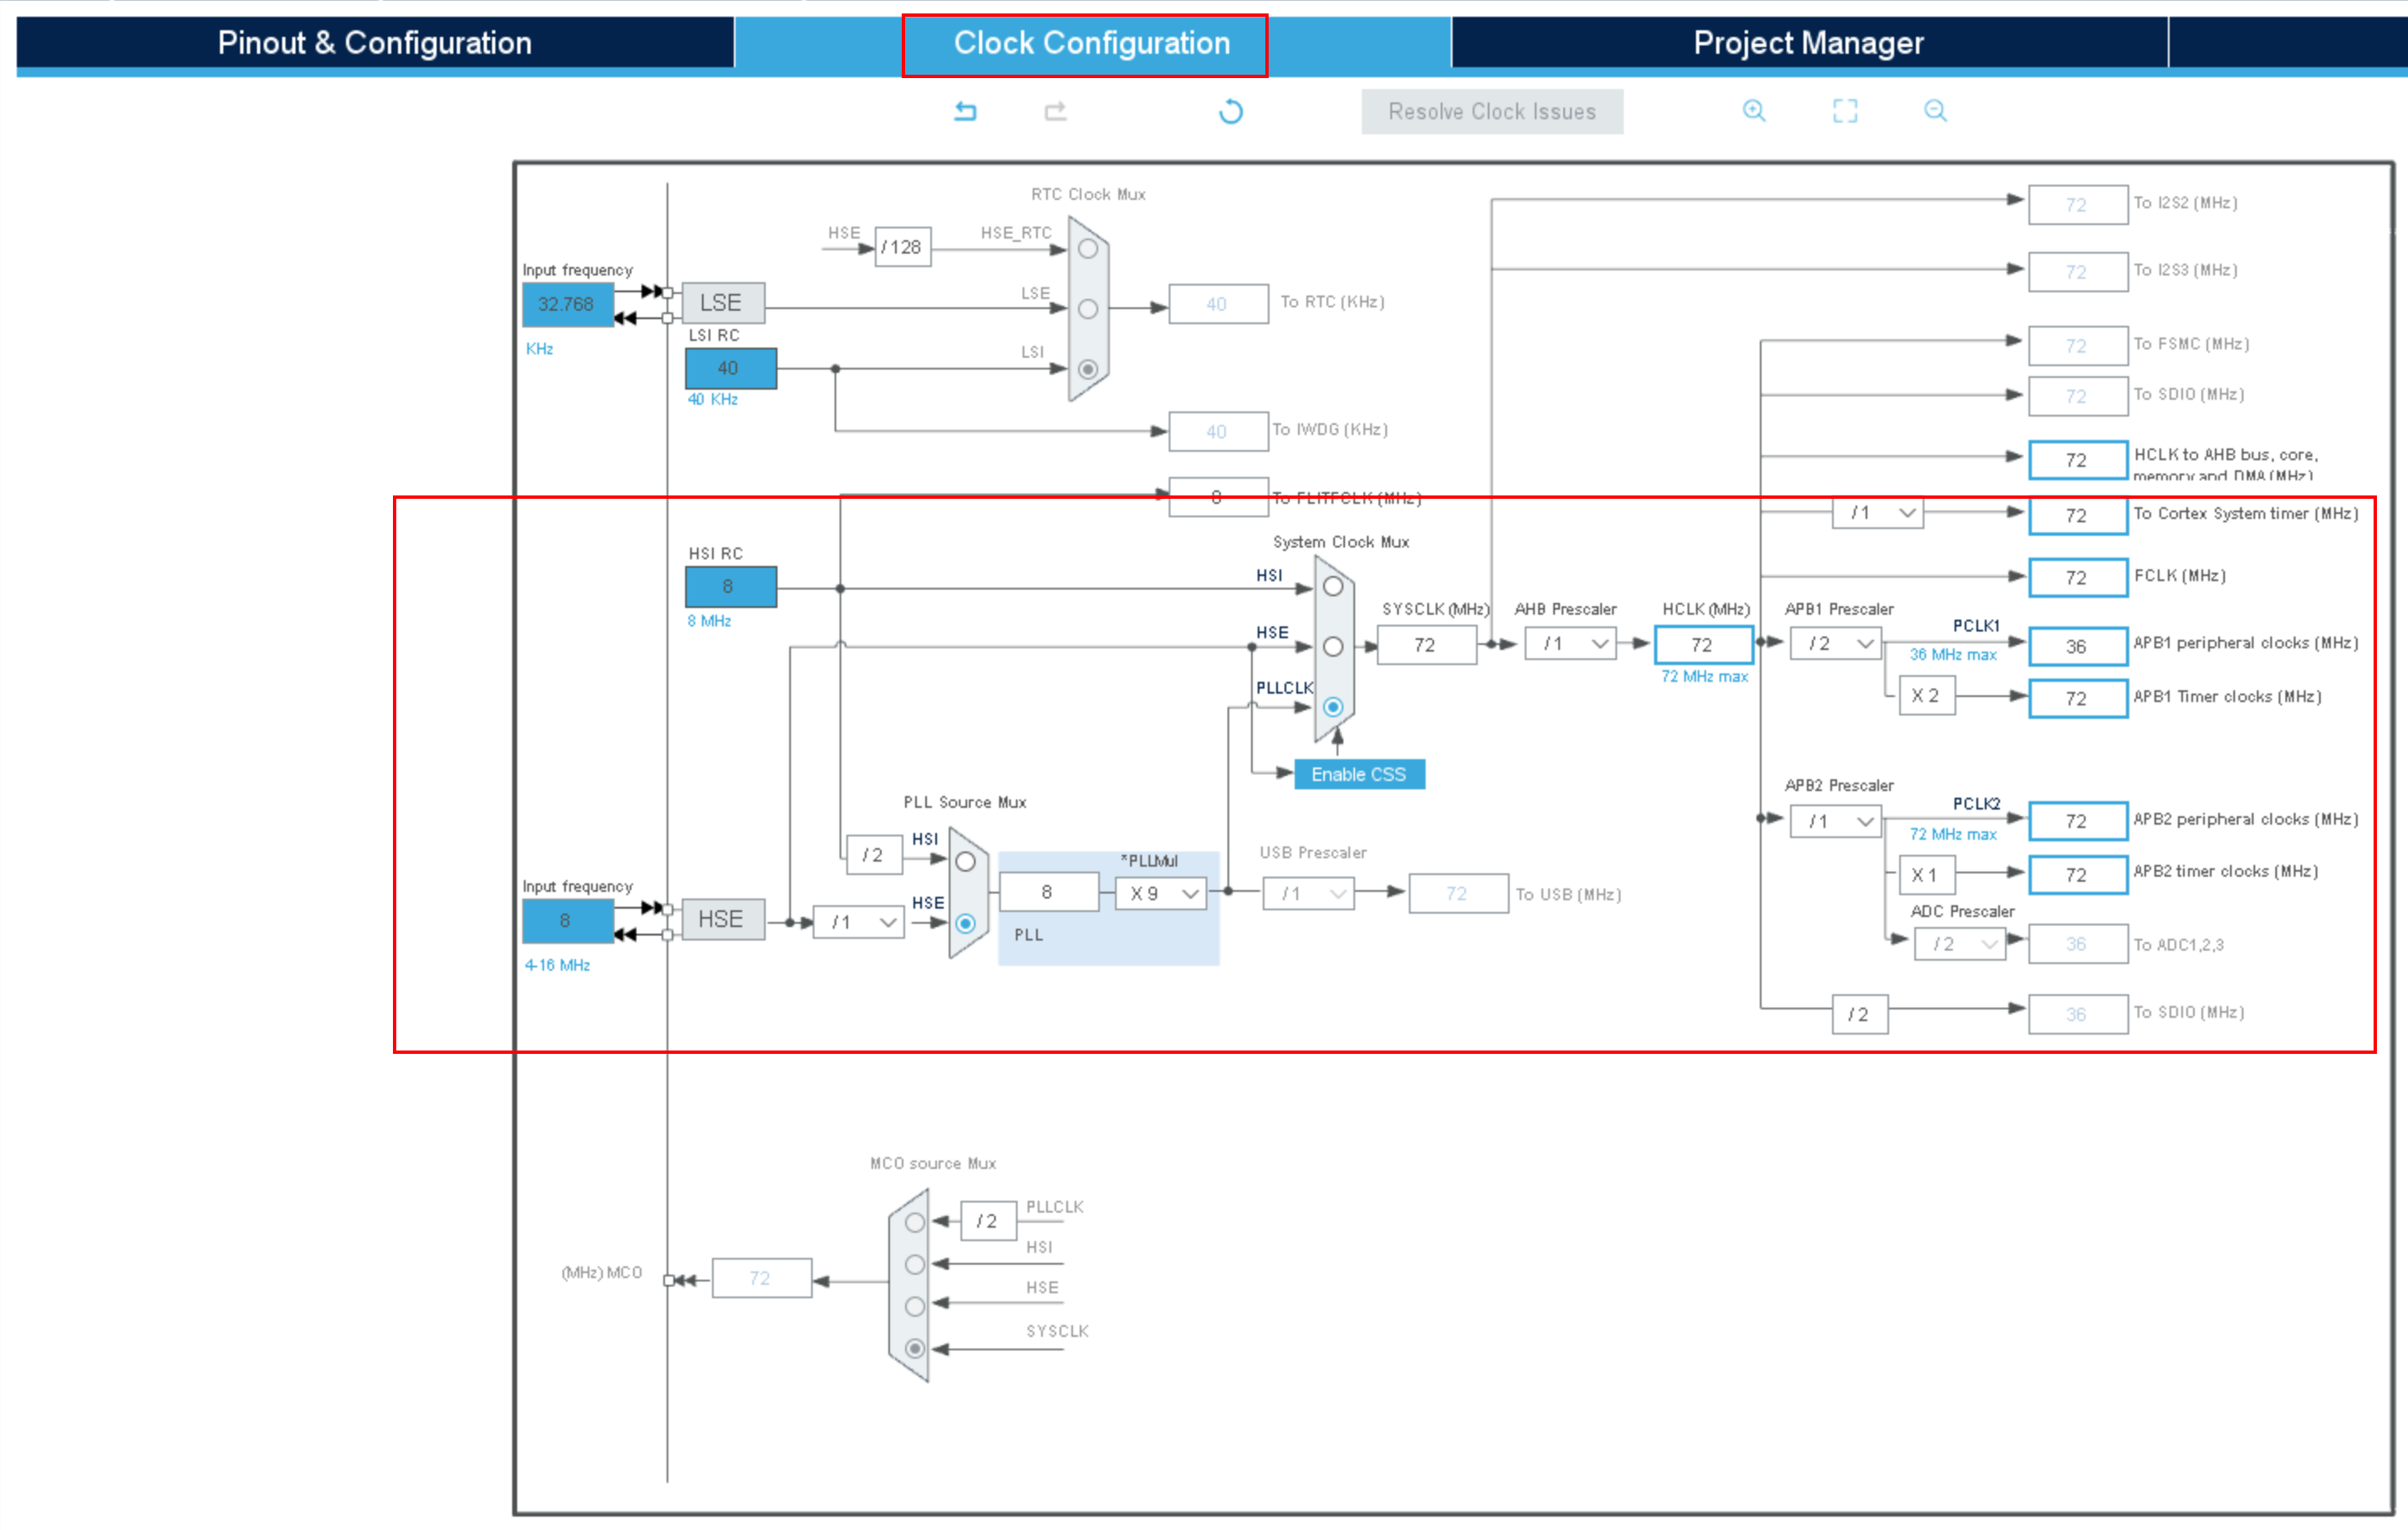 Pinout & Configuration
Clock Configuration
Project Manager
Resolve Clock Issues
RTC Clock Mux
HSE
/ 128
HSE_RTC
72
To I2S2 (MHz)
72
To I2S3 (MHz)
Input frequency
32.768
KHz
LSE
LSE
40
To RTC (KHz)
LSI RC
40
40 KHz
LSI
72
To FSMC (MHz)
72
To SDIO (MHz)
40
To IWDG (KHz)
72
HCLK to AHB bus, core,
memory and DMA (MHz)
8
To FLITFCLK (MHz)
/ 1
72
To Cortex System timer (MHz)
System Clock Mux
HSI RC
8
8 MHz
HSI
72
FCLK (MHz)
HSE
SYSCLK (MHz)
72
AHB Prescaler
/ 1
HCLK (MHz)
72
72 MHz max
APB1 Prescaler
/ 2
PCLK1
36 MHz max
36
APB1 peripheral clocks (MHz)
PLLCLK
X 2
72
APB1 Timer clocks (MHz)
Enable CSS
PLL Source Mux
APB2 Prescaler
/ 1
PCLK2
72 MHz max
72
APB2 peripheral clocks (MHz)
/ 2
HSI
*PLLMul
USB Prescaler
X 1
72
APB2 timer clocks (MHz)
Input frequency
8
4-16 MHz
HSE
/ 1
HSE
8
X 9
PLL
/ 1
72
To USB (MHz)
ADC Prescaler
/ 2
36
To ADC1,2,3
/ 2
36
To SDIO (MHz)
MCO source Mux
/ 2
PLLCLK
HSI
(MHz) MCO
72
HSE
SYSCLK